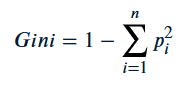 Gini = 1 − ∑_{i=1}^{n} p_i^2